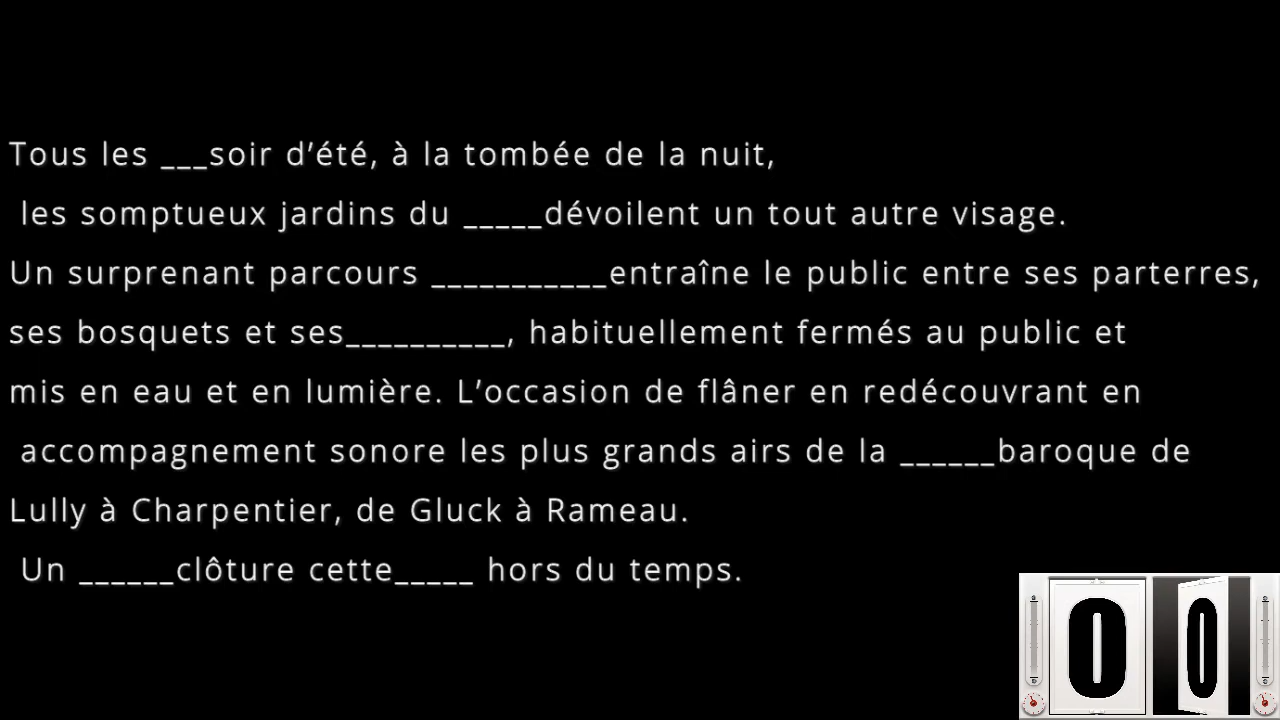 Tous les ___soir d’été, à la tombée de la nuit,
les somptueux jardins du _____dévoilent un tout autre visage.
Un surprenant parcours ___________entraîne le public entre ses parterres,
ses bosquets et ses__________, habituellement fermés au public et
mis en eau et en lumière. L’occasion de flâner en redécouvrant en
accompagnement sonore les plus grands airs de la ______baroque de
Lully à Charpentier, de Gluck à Rameau.
Un ______clôture cette_____ hors du temps.
0 0